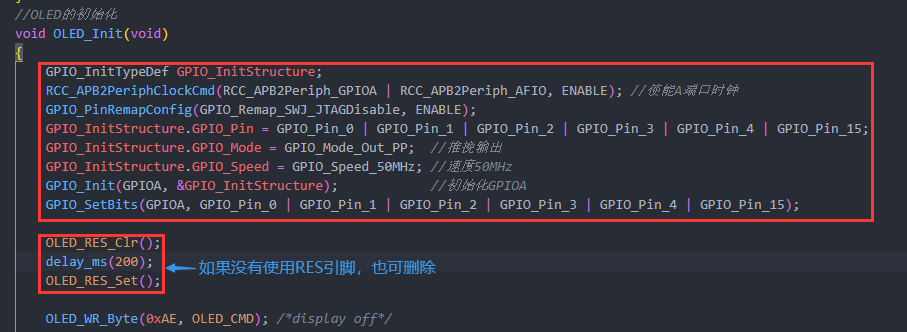 //OLED的初始化
void OLED_Init(void)
{
GPIO_InitTypeDef GPIO_InitStructure;
RCC_APB2PeriphClockCmd(RCC_APB2Periph_GPIOA | RCC_APB2Periph_AFIO, ENABLE); //使能A端口时钟
GPIO_PinRemapConfig(GPIO_Remap_SWJ_JTAGDisable, ENABLE);
GPIO_InitStructure.GPIO_Pin = GPIO_Pin_0 | GPIO_Pin_1 | GPIO_Pin_2 | GPIO_Pin_3 | GPIO_Pin_4 | GPIO_Pin_15;
GPIO_InitStructure.GPIO_Mode = GPIO_Mode_Out_PP; //推挽输出
GPIO_InitStructure.GPIO_Speed = GPIO_Speed_50MHz; //速度50MHz
GPIO_Init(GPIOA, &GPIO_InitStructure); //初始化GPIOA
GPIO_SetBits(GPIOA, GPIO_Pin_0 | GPIO_Pin_1 | GPIO_Pin_2 | GPIO_Pin_3 | GPIO_Pin_4 | GPIO_Pin_15);
OLED_RES_Clr();
delay_ms(200); 如果没有使用RES引脚，也可删除
OLED_RES_Set();
OLED_WR_Byte(0xAE, OLED_CMD); /*display off*/